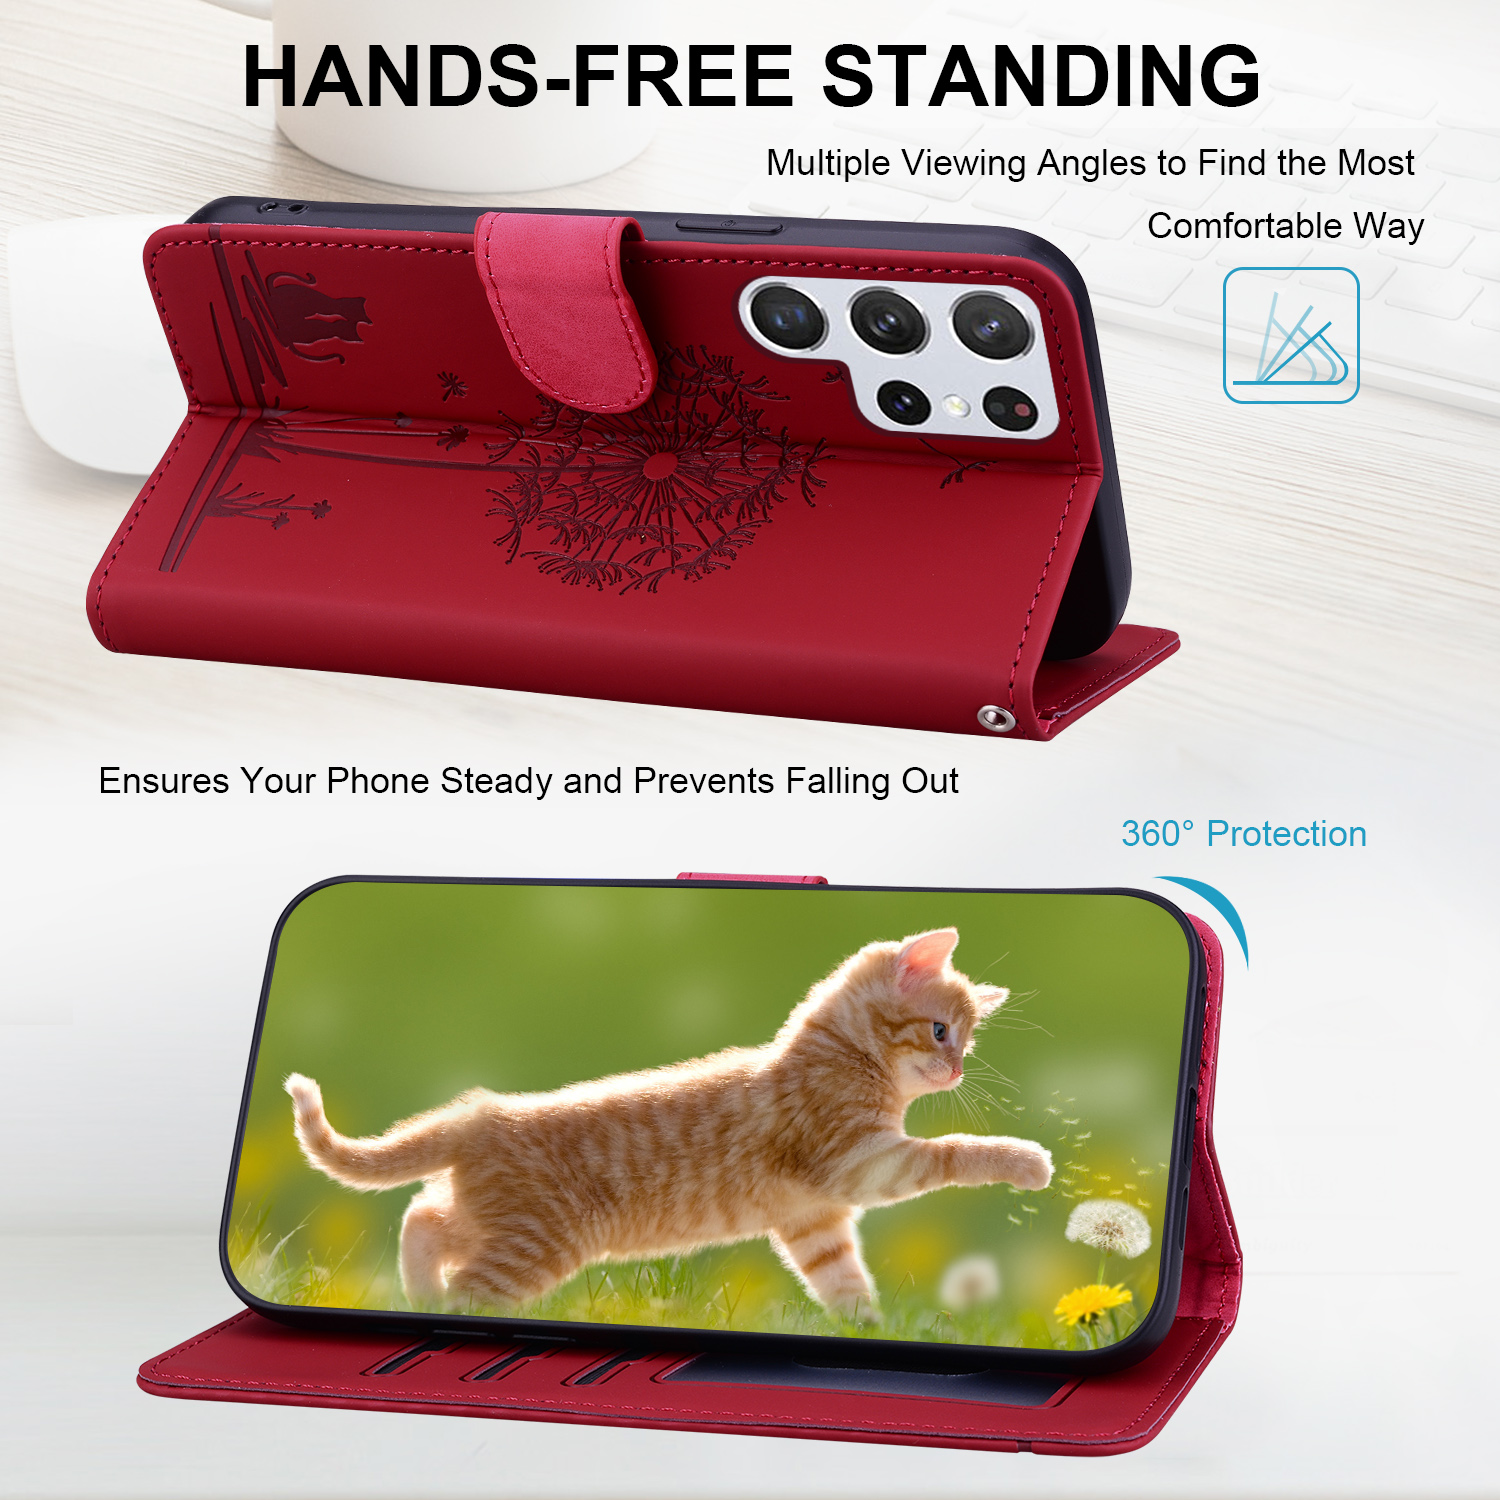 HANDS-FREE STANDING
Multiple Viewing Angles to Find the Most
Comfortable Way
Ensures Your Phone Steady and Prevents Falling Out
360° Protection